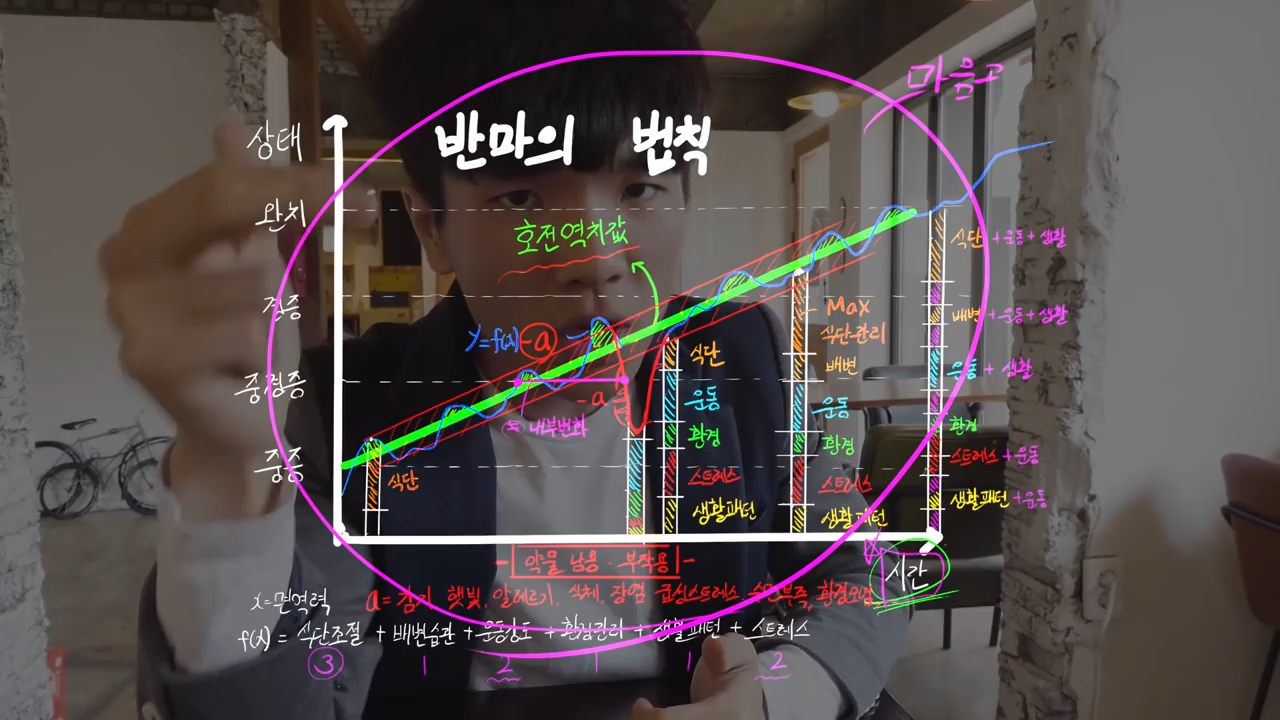 마음고
상태
반마의 법칙
완치
호전역치값
식단 + 운동 + 생활
경증
Max
식단관리
배변 + 운동 + 생활
y=f(x)-a
식단
배변
운동 + 생활
중경증
-a
운동
운동
내부변화
환경
환경
환경
중증
식단
스트레스
스트레스
스트레스 + 운동
생활패턴
생활패턴
생활패턴 + 운동
- 약물 남용 · 부작용 -
시간
x=면역력
a= 감기, 햇빛, 알레르기, 식체, 장염, 급성스트레스, 수면부족, 환경오염
f(x) = 식단조절 + 배변습관 + 운동강도 + 환경관리 + 생활패턴 + 스트레스
3 1 2 1 1 2